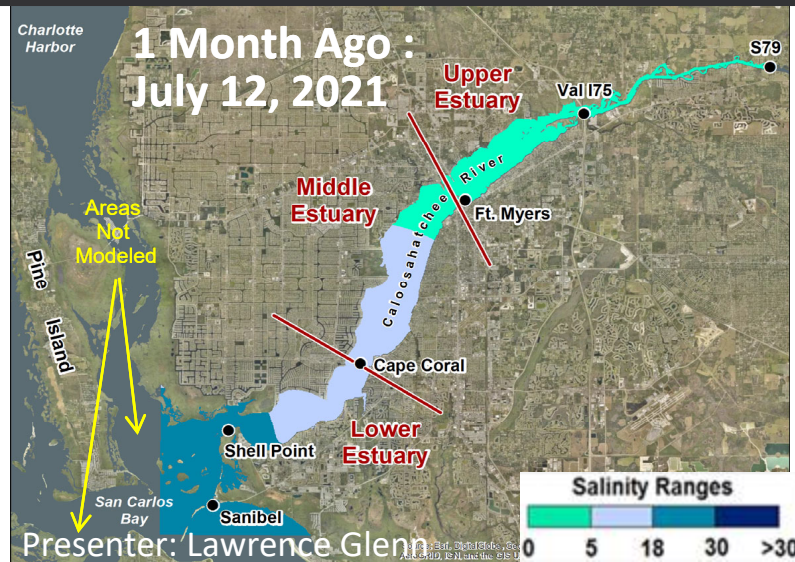 Charlotte
Harbor
1 Month Ago :
July 12, 2021
S79
Upper
Estuary
Val I75
Middle
Estuary
Areas
Not
Modeled
Caloosahatchee River
Ft. Myers
Pine Island
Cape Coral
Lower
Estuary
Shell Point
San Carlos
Bay
Sanibel
Salinity Ranges
0 5 18 30 >30
Presenter: Lawrence Glenn